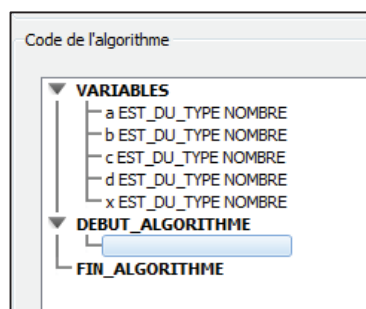 Code de l'algorithme
VARIABLES
a EST_DU_TYPE NOMBRE
b EST_DU_TYPE NOMBRE
c EST_DU_TYPE NOMBRE
d EST_DU_TYPE NOMBRE
x EST_DU_TYPE NOMBRE
DEBUT_ALGORITHME
FIN_ALGORITHME